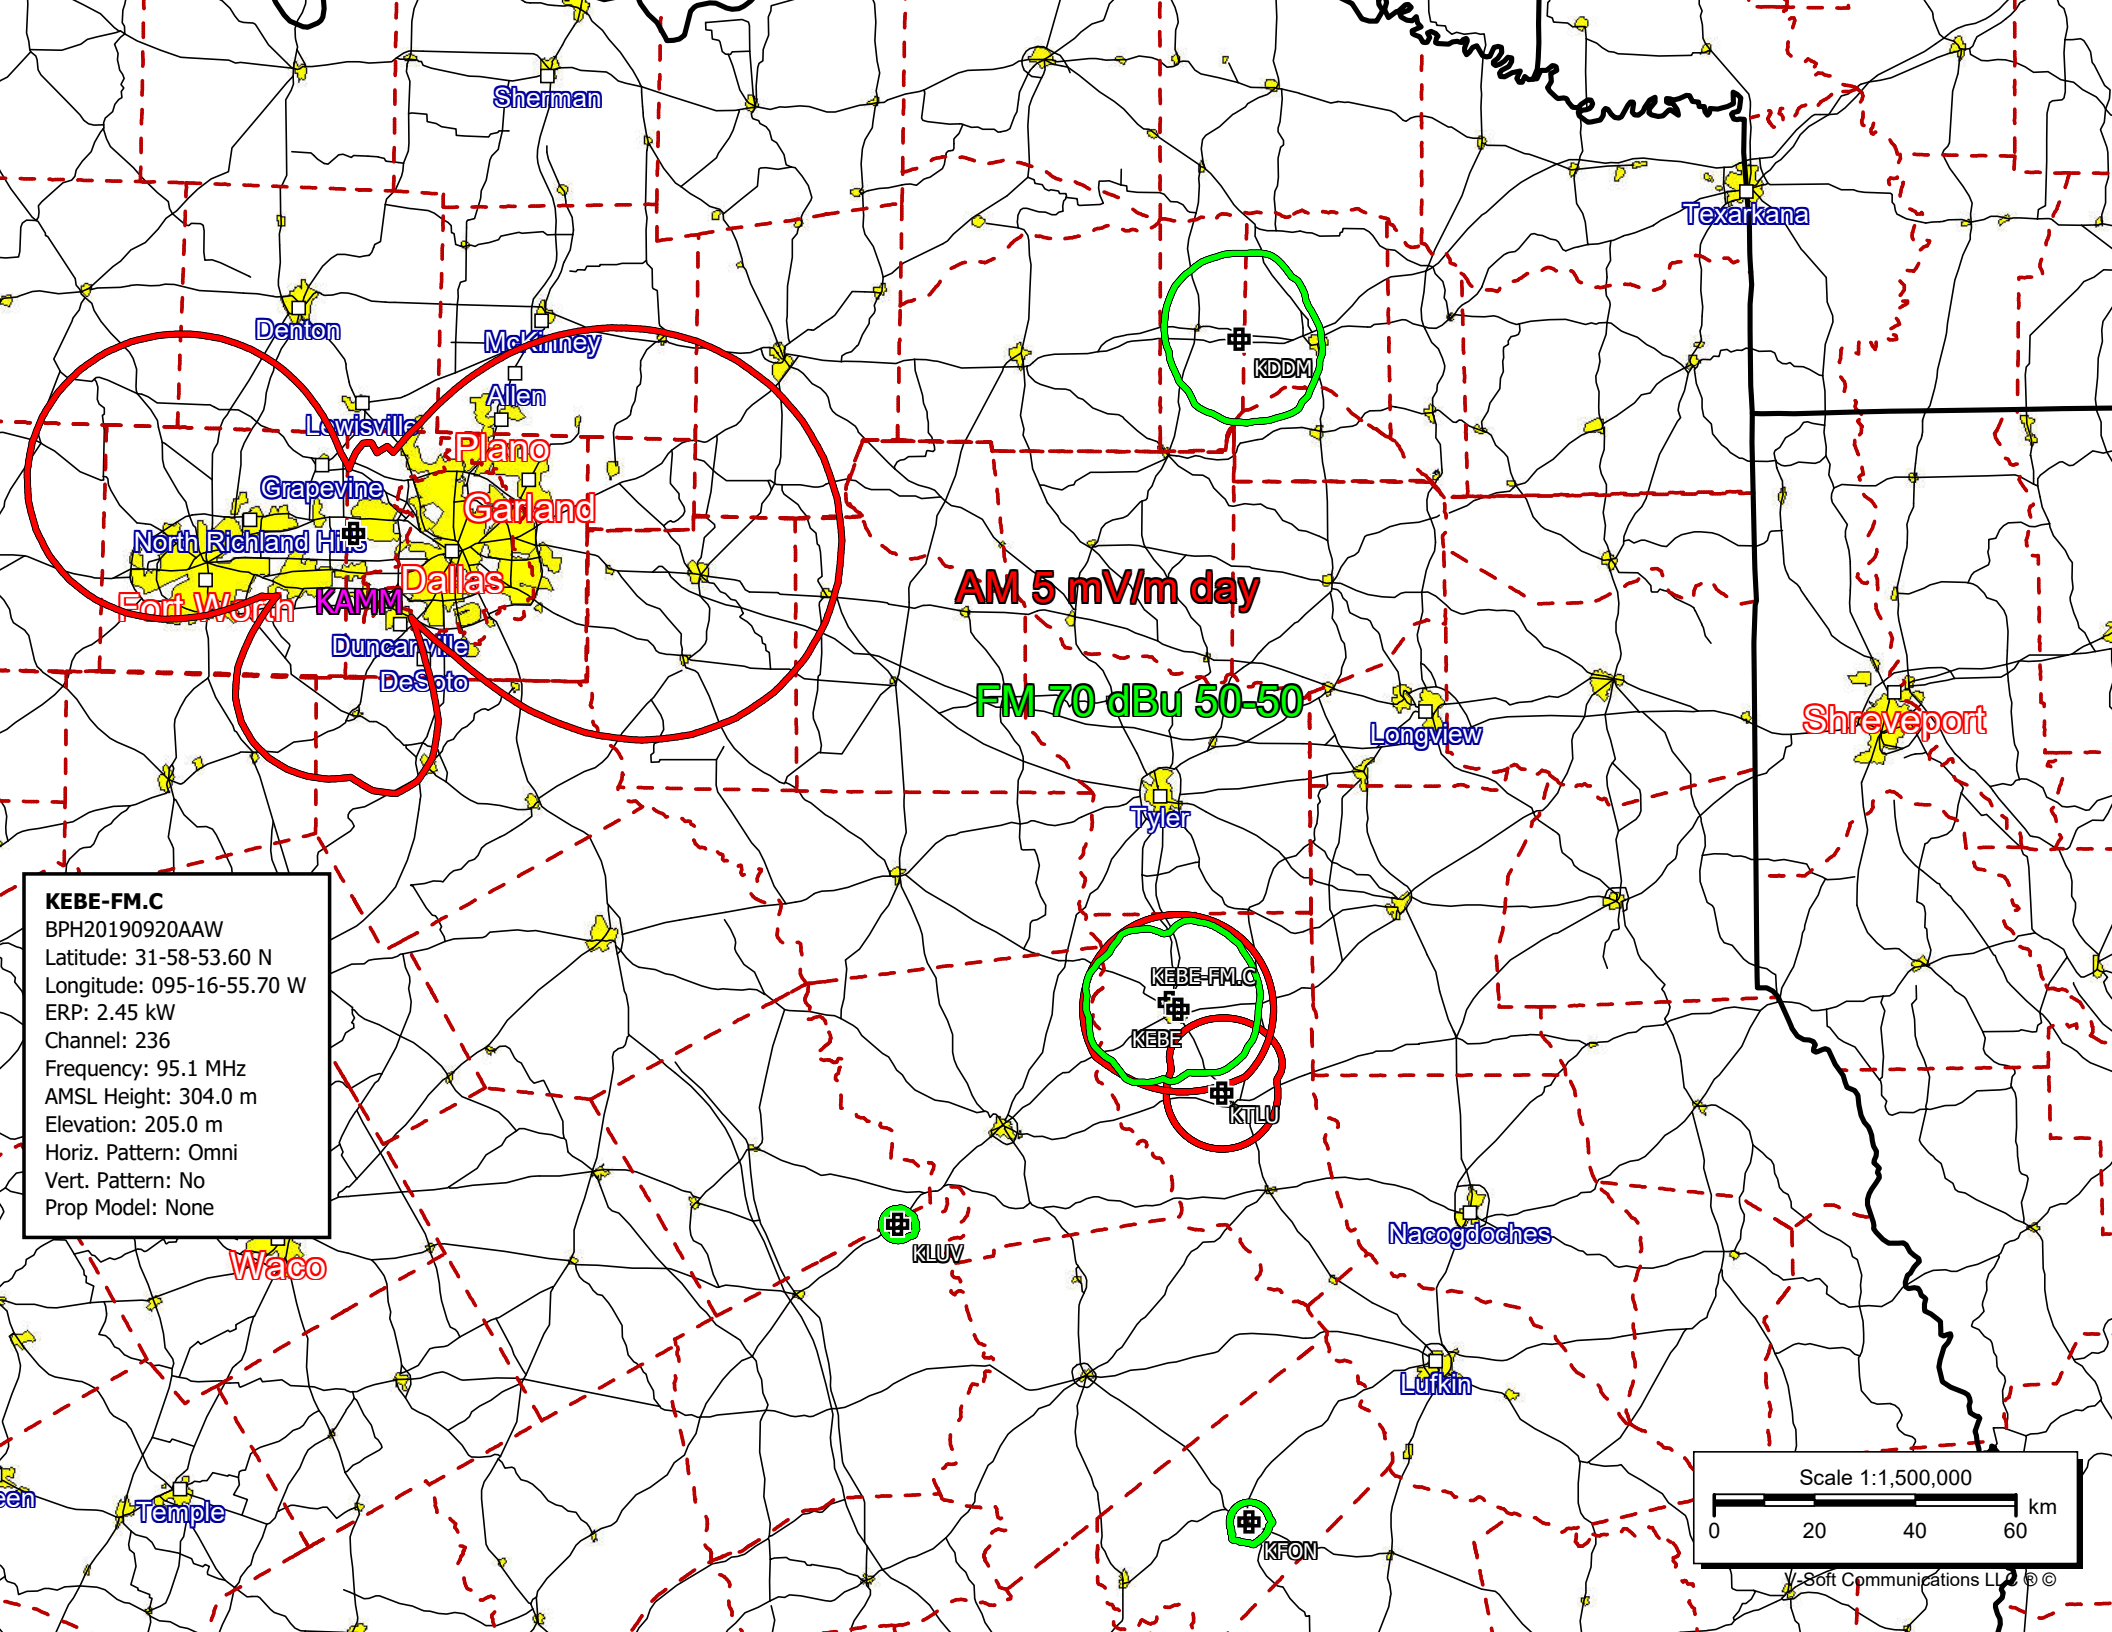 Sherman
Texarkana
Denton
McKinney
KDDM
Allen
Lewisville
Plano
Grapevine
Garland
North Richland Hills
Dallas
AM 5 mV/m day
Fort Worth
KAMM
Duncanville
DeSoto
FM 70 dBu 50-50
Longview
Shreveport
Tyler
KEBE-FM.C
BPH20190920AAW
Latitude: 31-58-53.60 N
Longitude: 095-16-55.70 W
ERP: 2.45 kW
Channel: 236
Frequency: 95.1 MHz
AMSL Height: 304.0 m
Elevation: 205.0 m
Horiz. Pattern: Omni
Vert. Pattern: No
Prop Model: None
KEBE-FM.C
KEBE
KTLU
Nacogdoches
KLUV
Waco
Lufkin
een
Temple
KFON
Scale 1:1,500,000
km
0 20 40 60
V-Soft Communications LLC ® ©